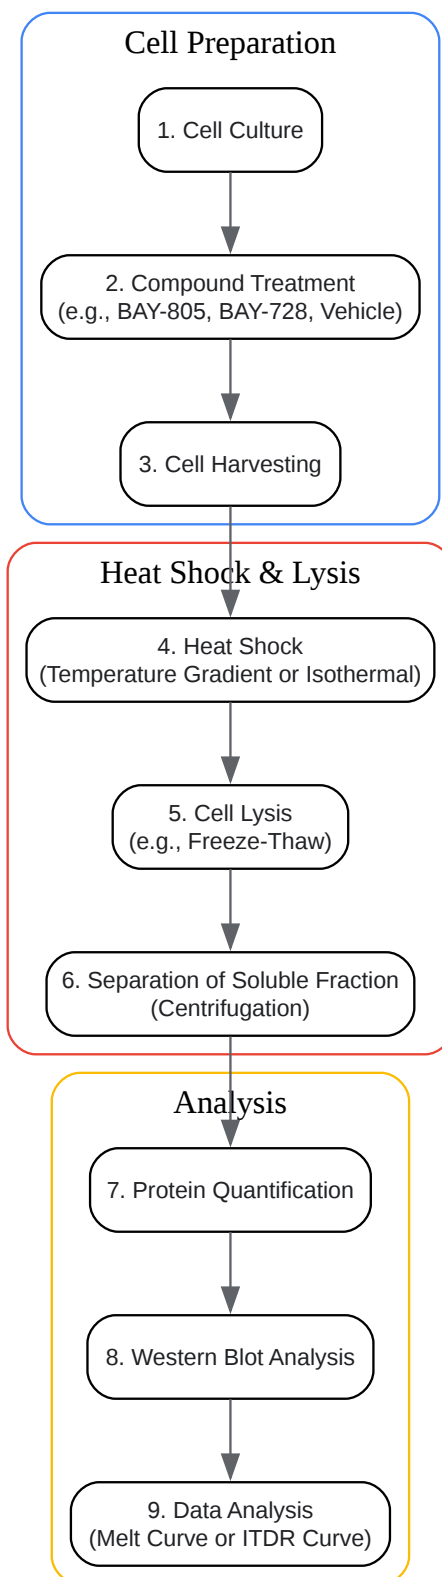 Cell Preparation
1. Cell Culture
2. Compound Treatment
(e.g., BAY-805, BAY-728, Vehicle)
3. Cell Harvesting
Heat Shock & Lysis
4. Heat Shock
(Temperature Gradient or Isothermal)
5. Cell Lysis
(e.g., Freeze-Thaw)
6. Separation of Soluble Fraction
(Centrifugation)
Analysis
7. Protein Quantification
8. Western Blot Analysis
9. Data Analysis
(Melt Curve or ITDR Curve)